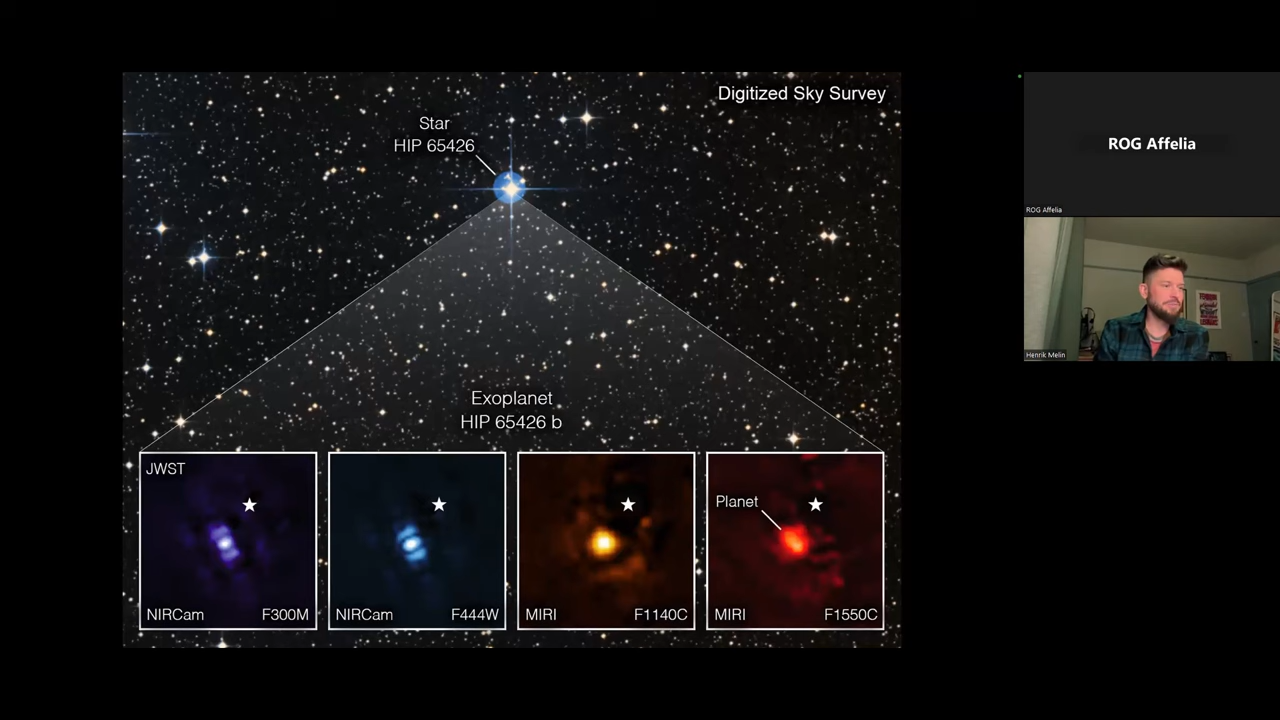 Digitized Sky Survey
Star
HIP 65426
Exoplanet
HIP 65426 b
JWST
NIRCam
F300M
NIRCam
F444W
MIRI
F1140C
Planet
MIRI
F1550C
ROG Affelia
ROG Affelia
Henrik Melin